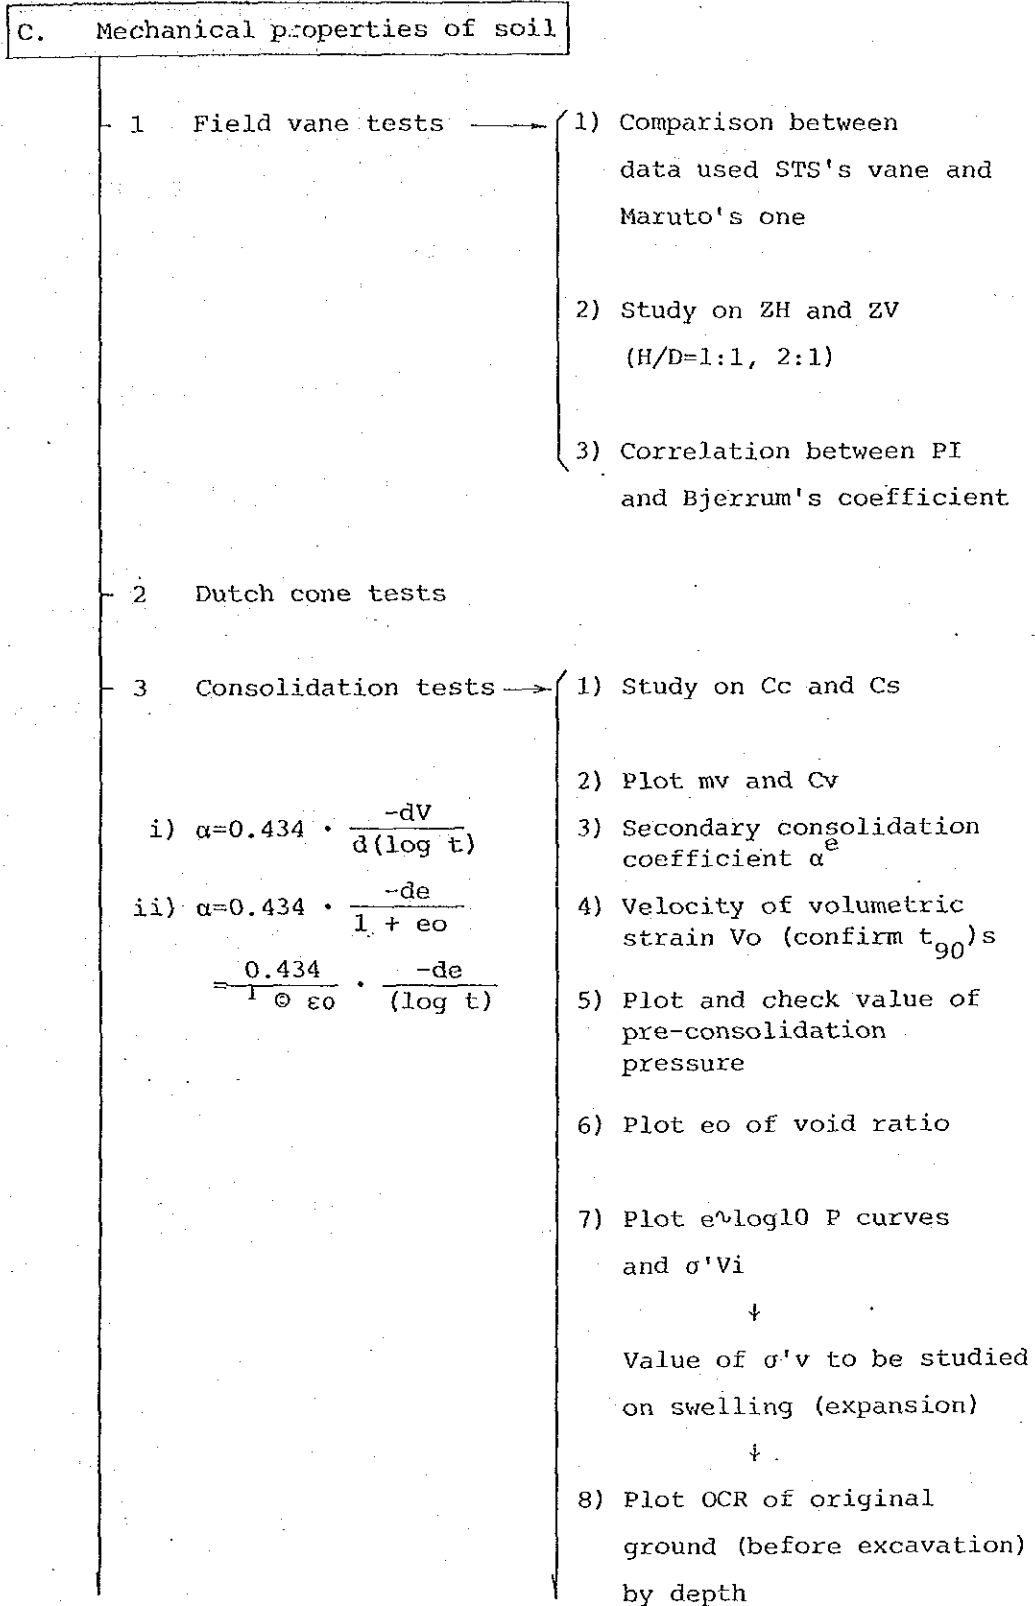 C. Mechanical properties of soil
1 Field vane tests → 1) Comparison between
data used STS's vane and
Maruto's one
2) Study on ZH and ZV
(H/D=1:1, 2:1)
3) Correlation between PI
and Bjerrum's coefficient
2 Dutch cone tests
3 Consolidation tests → 1) Study on Cc and Cs
2) Plot mv and Cv
3) Secondary consolidation
coefficient α^e
4) Velocity of volumetric
strain Vo (confirm t_90)s
5) Plot and check value of
pre-consolidation
pressure
6) Plot eo of void ratio
7) Plot e~log10 P curves
and σ'Vi
↓
Value of σ'v to be studied
on swelling (expansion)
↓
8) Plot OCR of original
ground (before excavation)
by depth
i) α=0.434 · -dV / d(log t)
ii) α=0.434 · -de / 1 + eo
= 0.434 / 1 ⊙ εo · -de / (log t)